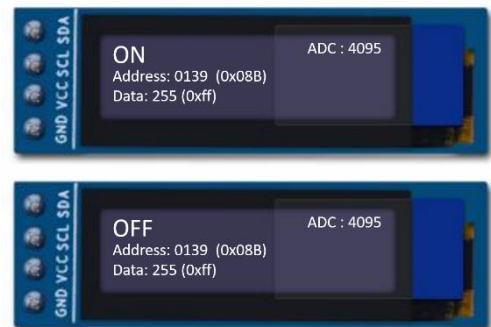 GND VCC SCL SDA
ON
ADC : 4095
Address: 0139 (0x08B)
Data: 255 (0xff)
GND VCC SCL SDA
OFF
ADC : 4095
Address: 0139 (0x08B)
Data: 255 (0xff)